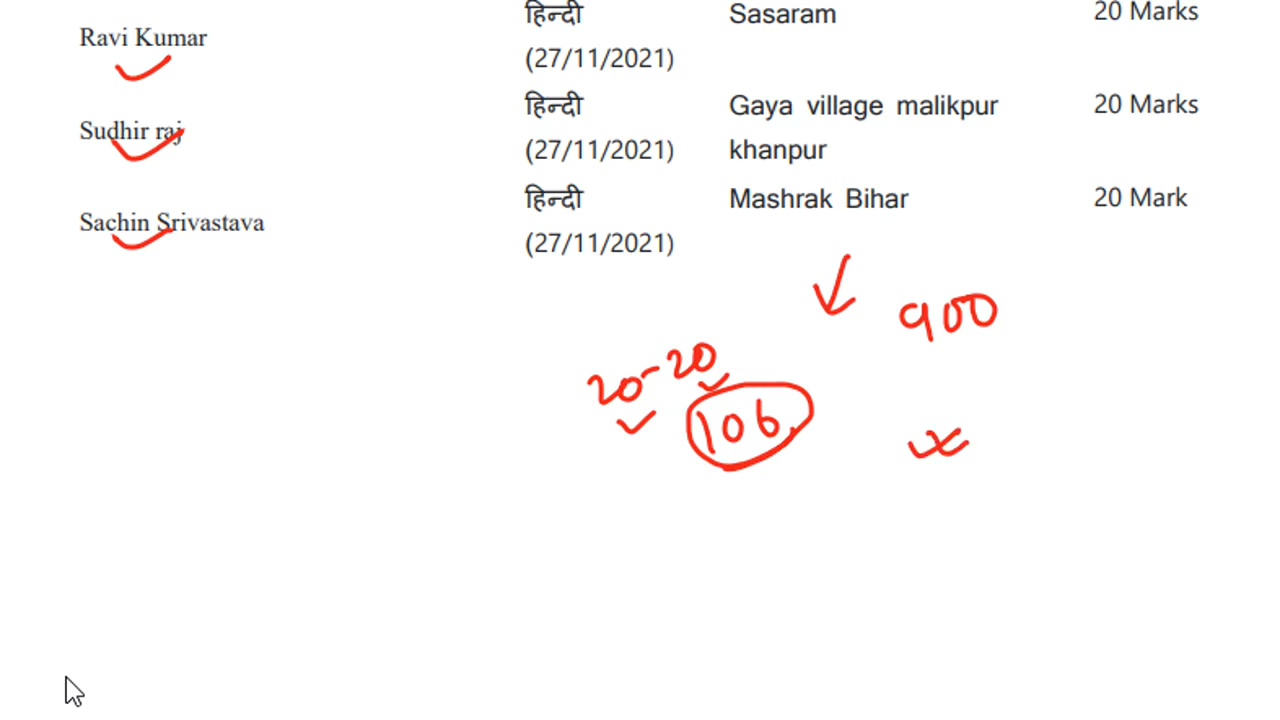 हिन्दी Sasaram 20 Marks
Ravi Kumar
(27/11/2021)
हिन्दी Gaya village malikpur 20 Marks
Sudhir raj
(27/11/2021) khanpur
हिन्दी Mashrak Bihar 20 Mark
Sachin Srivastava
(27/11/2021)
900
20-20
106